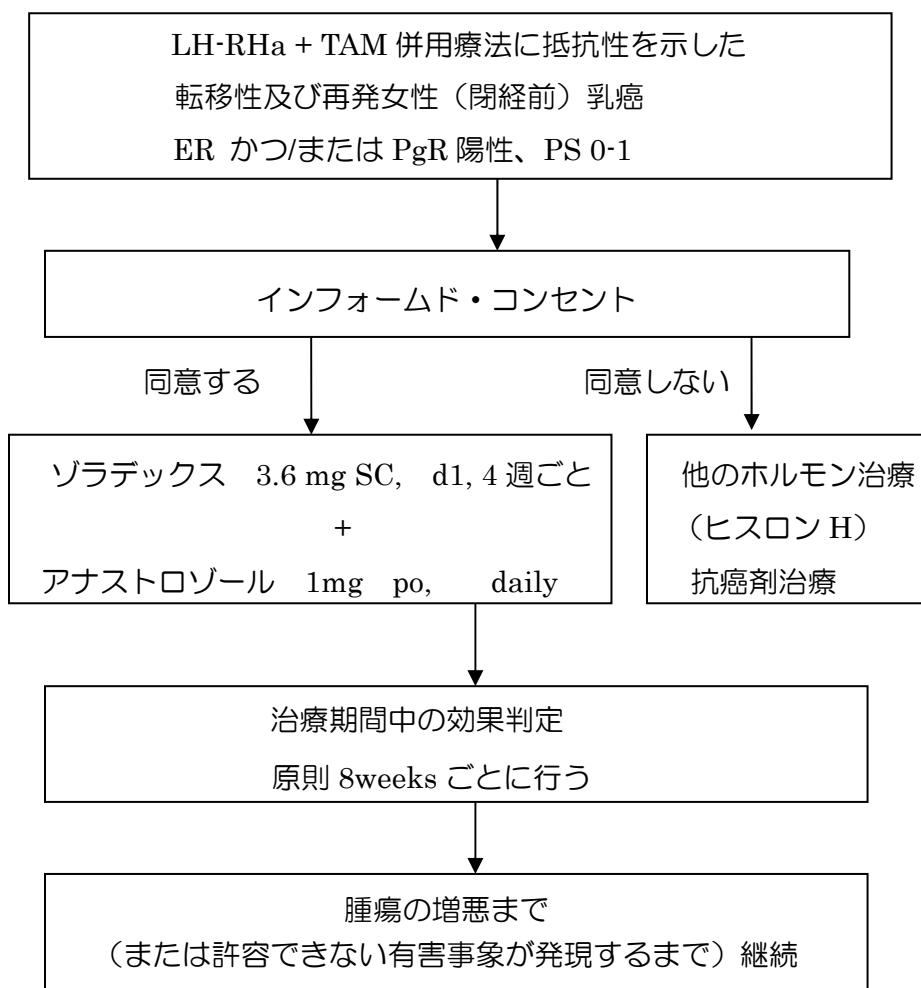 LH-RHa + TAM 併用療法に抵抗性を示した
転移性及び再発女性（閉経前）乳癌
ER かつ/または PgR 陽性、PS 0-1
インフォームド・コンセント
同意する
同意しない
ゾラデックス 3.6 mg SC, d1, 4 週ごと
+
アナストロゾール 1mg po, daily
他のホルモン治療
（ヒスロン H）
抗癌剤治療
治療期間中の効果判定
原則 8weeks ごとに行う
腫瘍の増悪まで
（または許容できない有害事象が発現するまで）継続